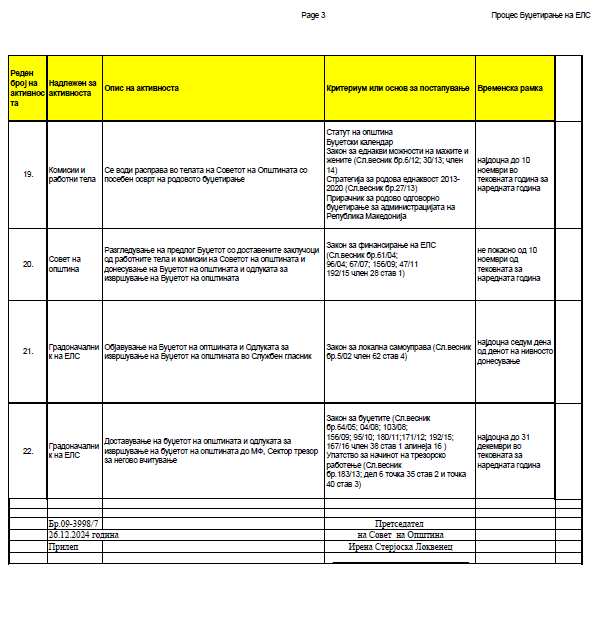 Page 3
Процес Буџетирање на ЕЛС
Реден
број на
активнос
та
Надлежен за
активноста
Опис на активноста
Критериум или основ за постапување
Временска рамка
19.
Комисии и
работни тела
Се води расправа во телата на Советот на Општината со
посебен осврт на родовото буџетирање
Статут на општина
Буџетски календар
Закон за еднакви можности на мажите и
жените (Сл.весник бр.6/12; 30/13; член
14)
Стратегија за родова еднаквост 2013-
2020 (Сл.весник бр.27/13)
Прирачник за родово одговорно
буџетирање за администрацијата на
Република Македонија
најдоцна до 10
ноември во
тековната година за
наредната година
20.
Совет на
општина
Разгледување на предлог Буџетот со доставените заклучоци
од работните тела и комисии на Советот на општината и
донесување на Буџетот на општината и одлуката за
извршување на Буџетот на општината
Закон за финансирање на ЕЛС
(Сл.весник бр.61/04;
96/04; 67/07; 156/09; 47/11
192/15 член 28 став 1)
не покасно од 10
ноември од
тековната за
наредната година
21.
Градоначални
к на ЕЛС
Објавување на Буџетот на оптшината и Одлуката за
извршување на Буџетот на општината во Службен гласник
Закон за локална самоуправа (Сл.весник
бр.5/02 член 62 став 4)
најдоцна седум дена
од денот на нивното
донесување
22.
Градоначални
к на ЕЛС
Доставување на буџетот на општината и одлуката за
извршување на буџетот на општината до МФ, Сектор трезор
за негово вчитување
Закон за буџетите (Сл.весник
бр.64/05; 04/08; 103/08;
156/09; 95/10; 180/11;171/12; 192/15;
167/16 член 38 став 1 алинеја 16 )
Упатство за начинот на трезорско
работење (Сл.весник
бр.183/13; дел 6 точка 35 став 2 и точка
40 став 3)
најдоцна до 31
декември во
тековната за
наредната година
Бр.09-3998/7
Претседател
26.12.2024 година
на Совет на Општина
Прилеп
Ирена Стерјоска Локвенец